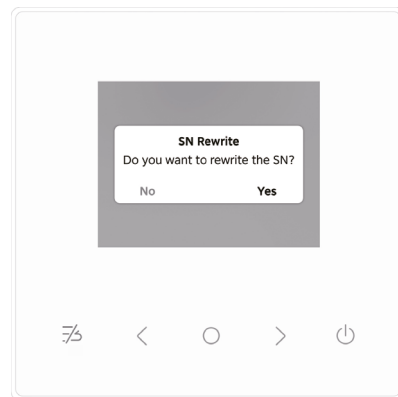 SN Rewrite
Do you want to rewrite the SN?
No Yes